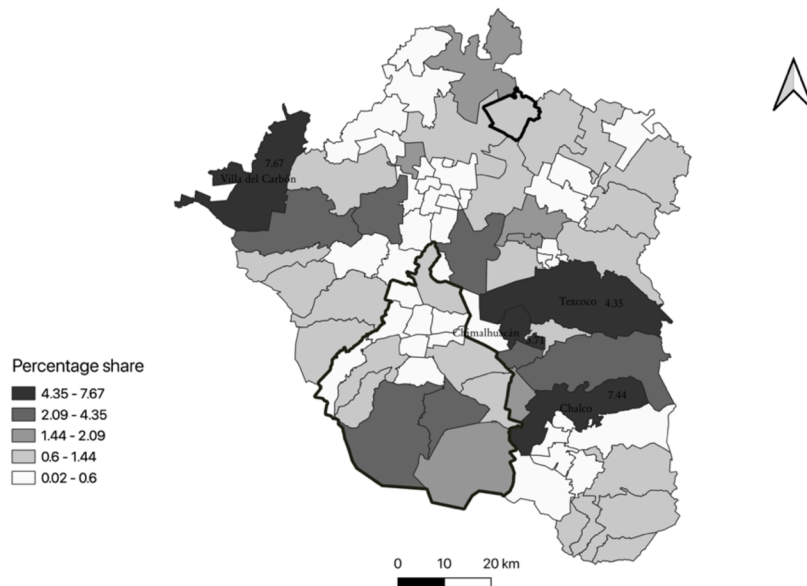 7.67
Villa del Carbón
Texcoco 4.35
Chimalhuacán
7.44
Chalco
Percentage share
4.35 - 7.67
2.09 - 4.35
1.44 - 2.09
0.6 - 1.44
0.02 - 0.6
0 10 20 km